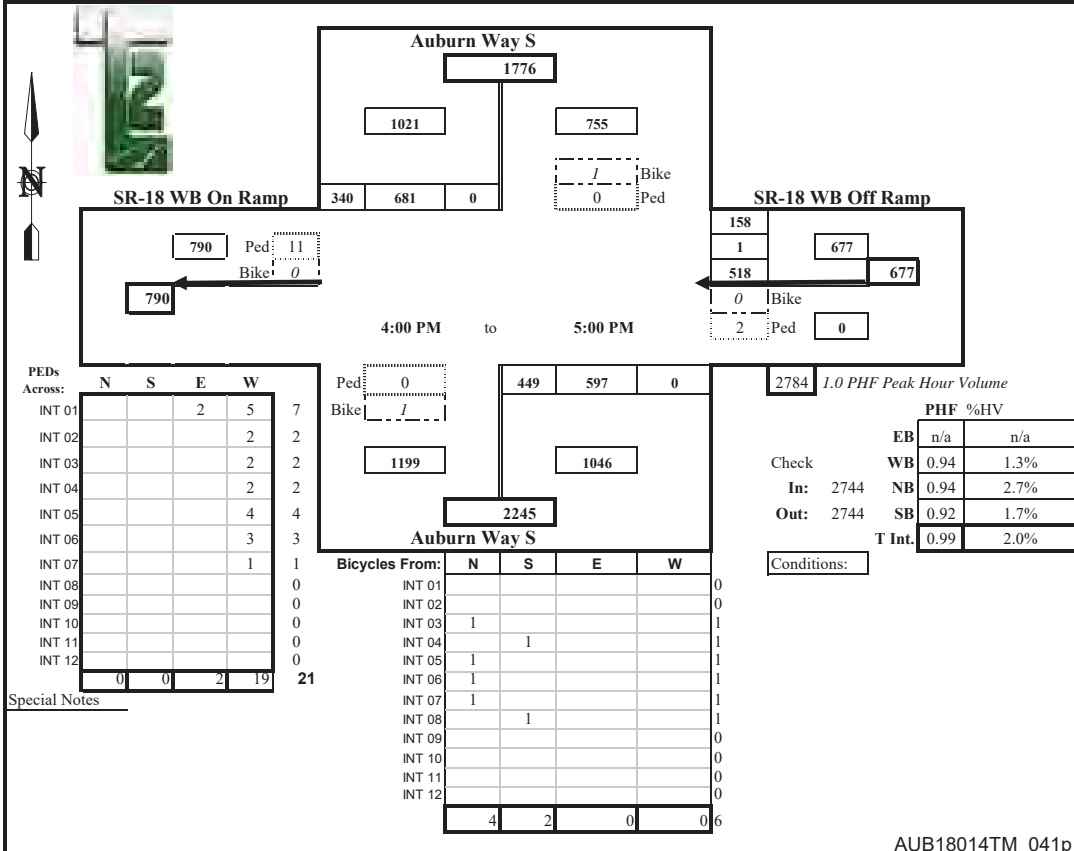 Auburn Way S
1776
1021 755
1 Bike
0 Ped
N
SR-18 WB On Ramp 340 681 0 SR-18 WB Off Ramp
158
790 Ped 11 1 677
Bike 0 518 677
790 0 Bike
4:00 PM to 5:00 PM 2 Ped 0
PEDs
Across: N S E W Ped 0 449 597 0 2784 1.0 PHF Peak Hour Volume
INT 01 2 5 7 Bike 1 PHF %HV
INT 02 2 2 EB n/a n/a
INT 03 2 2 1199 1046 Check WB 0.94 1.3%
INT 04 2 2 In: 2744 NB 0.94 2.7%
INT 05 4 4 2245 Out: 2744 SB 0.92 1.7%
INT 06 3 3 Auburn Way S T Int. 0.99 2.0%
INT 07 1 1 Bicycles From: N S E W Conditions:
INT 08 0 INT 01 0
INT 09 0 INT 02 0
INT 10 0 INT 03 1 1
INT 11 0 INT 04 1 1
INT 12 0 INT 05 1 1
0 0 2 19 21 INT 06 1 1
Special Notes INT 07 1 1
INT 08 1 1
INT 09 0
INT 10 0
INT 11 0
INT 12 0
4 2 0 0 6
AUB18014TM_041p